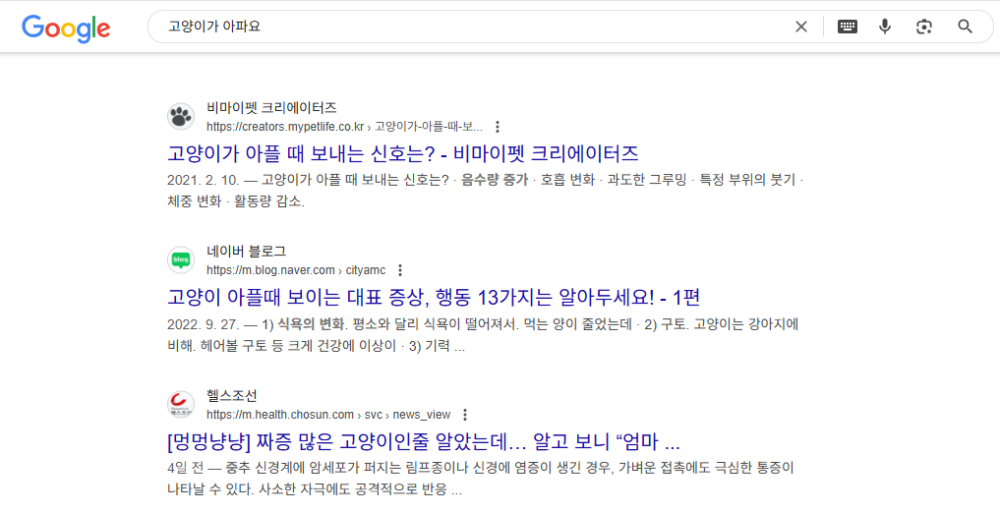 Google 고양이가 아파요
비마이펫 크리에이터즈
https://creators.mypetlife.co.kr › 고양이가-아플-때-보...
고양이가 아플 때 보내는 신호는? - 비마이펫 크리에이터즈
2021. 2. 10. — 고양이가 아플 때 보내는 신호는? · 음수량 증가 · 호흡 변화 · 과도한 그루밍 · 특정 부위의 붓기 ·
체중 변화 · 활동량 감소.
blog 네이버 블로그
https://m.blog.naver.com › cityamc
고양이 아플때 보이는 대표 증상, 행동 13가지는 알아두세요! - 1편
2022. 9. 27. — 1) 식욕의 변화. 평소와 달리 식욕이 떨어져서. 먹는 양이 줄었는데 · 2) 구토. 고양이는 강아지에
비해. 헤어볼 구토 등 크게 건강에 이상이 · 3) 기력 ...
헬스조선
https://m.health.chosun.com › svc › news_view
[멍멍냥냥] 짜증 많은 고양이인줄 알았는데… 알고 보니 “엄마 ...
4일 전 — 중추 신경계에 암세포가 퍼지는 림프종이나 신경에 염증이 생긴 경우, 가벼운 접촉에도 극심한 통증이
나타날 수 있다. 사소한 자극에도 공격적으로 반응 ...